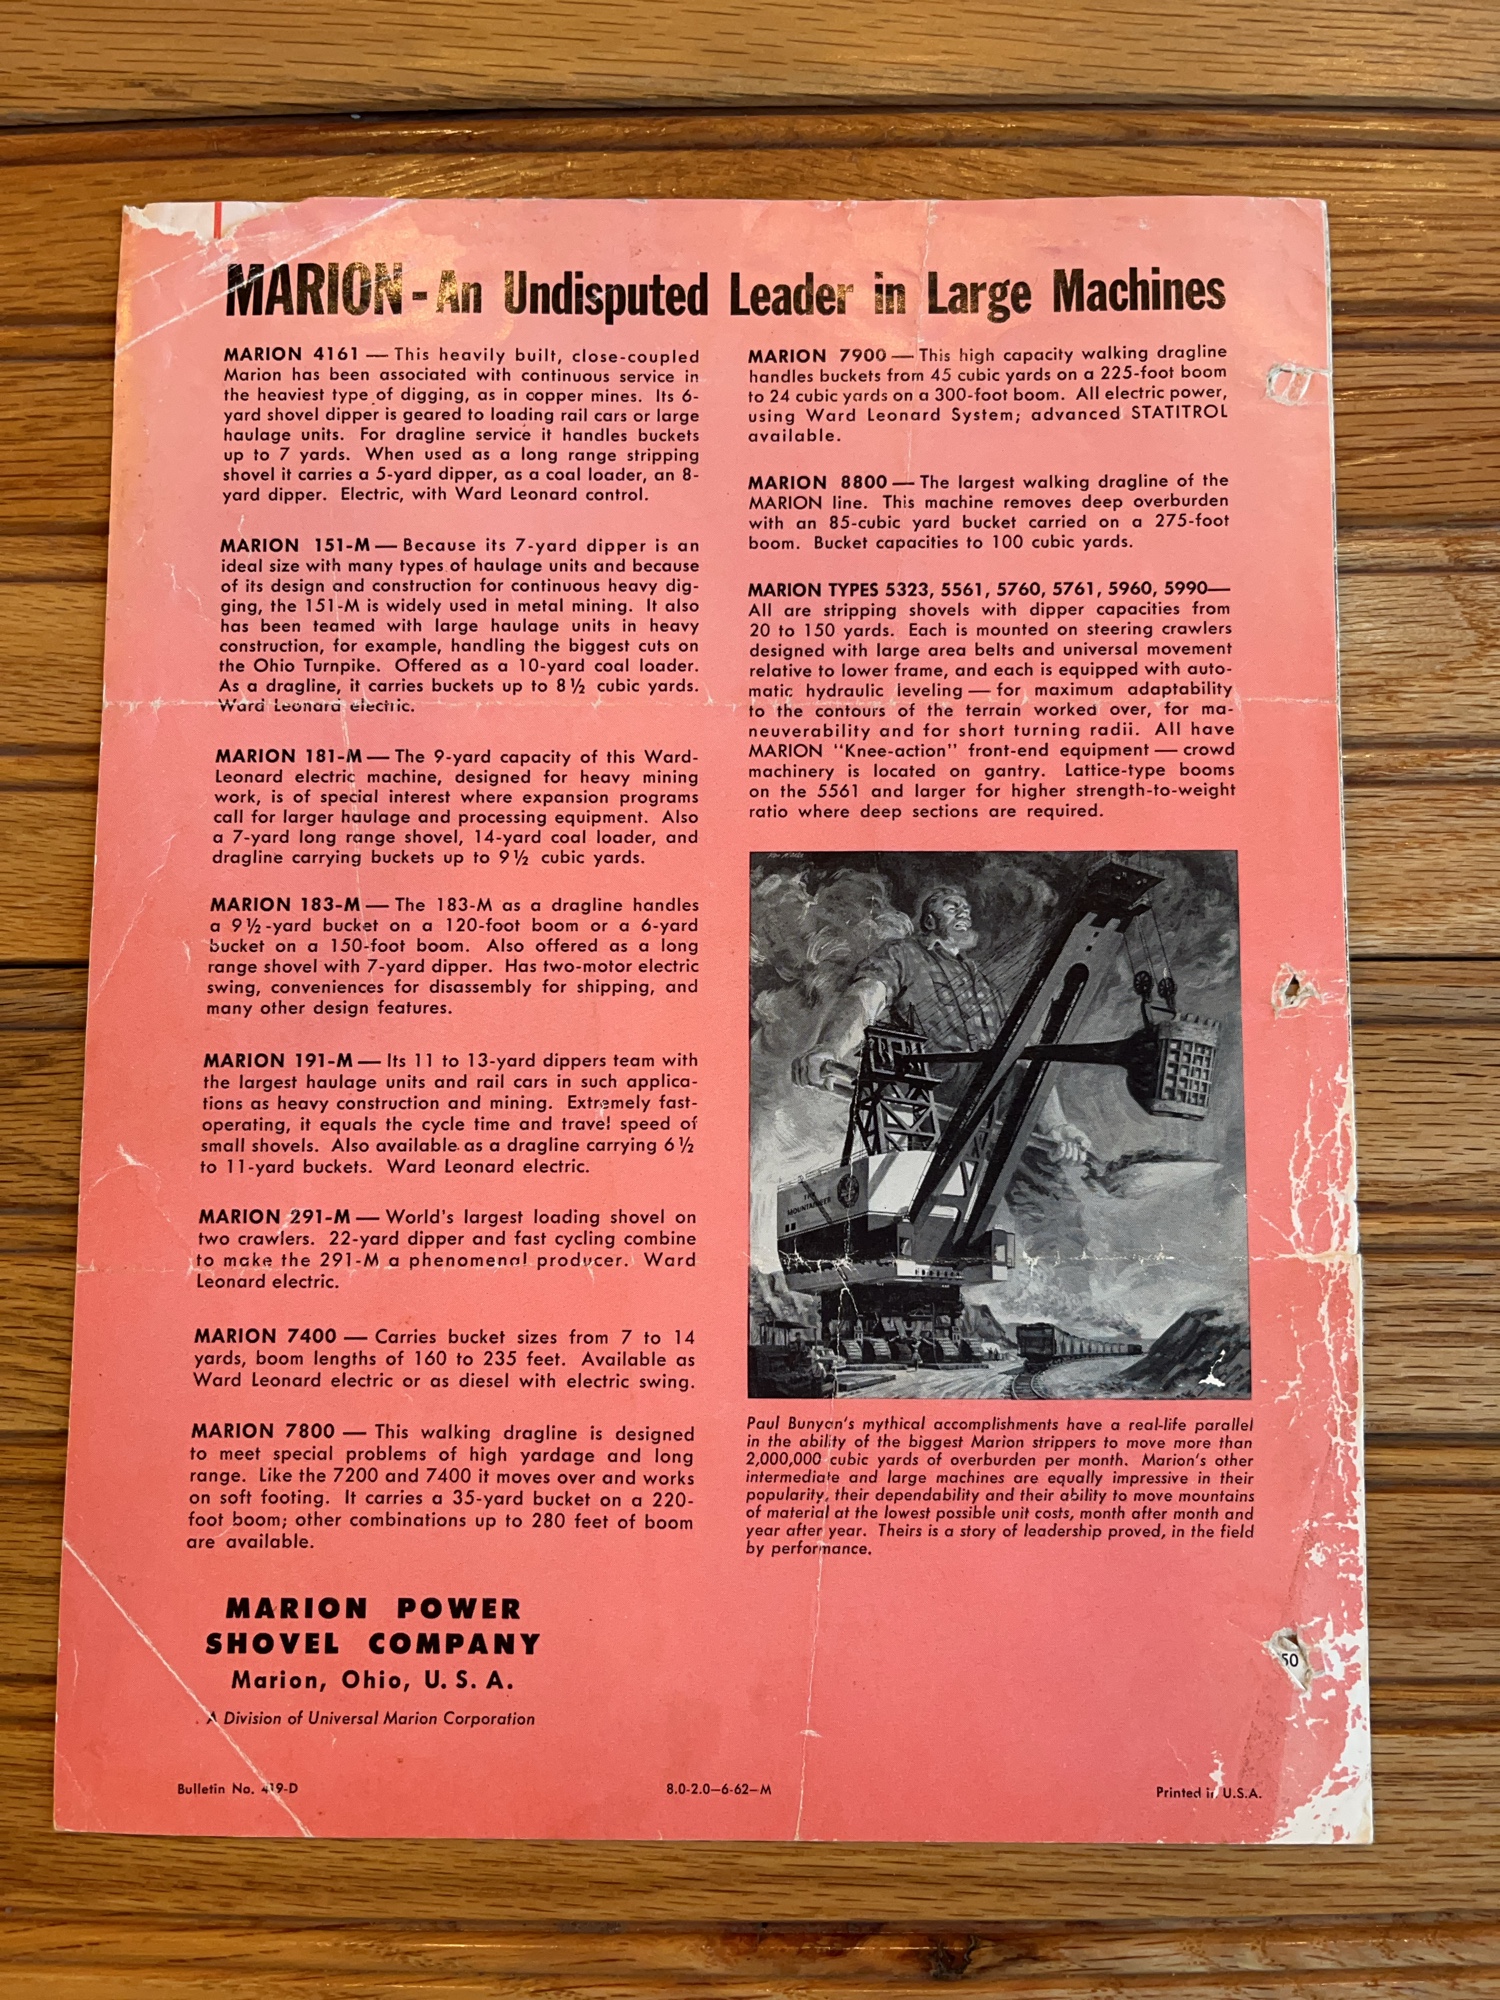 MARION - An Undisputed Leader in Large Machines
MARION 4161 — This heavily built, close-coupled
Marion has been associated with continuous service in
the heaviest type of digging, as in copper mines. Its 6-
yard shovel dipper is geared to loading rail cars or large
haulage units. For dragline service it handles buckets
up to 7 yards. When used as a long range stripping
shovel it carries a 5-yard dipper, as a coal loader, an 8-
yard dipper. Electric, with Ward Leonard control.
MARION 151-M — Because its 7-yard dipper is an
ideal size with many types of haulage units and because
of its design and construction for continuous heavy dig-
ging, the 151-M is widely used in metal mining. It also
has been teamed with large haulage units in heavy
construction, for example, handling the biggest cuts on
the Ohio Turnpike. Offered as a 10-yard coal loader.
As a dragline, it carries buckets up to 8½ cubic yards.
Ward Leonard electric.
MARION 181-M — The 9-yard capacity of this Ward-
Leonard electric machine, designed for heavy mining
work, is of special interest where expansion programs
call for larger haulage and processing equipment. Also
a 7-yard long range shovel, 14-yard coal loader, and
dragline carrying buckets up to 9½ cubic yards.
MARION 183-M — The 183-M as a dragline handles
a 9½-yard bucket on a 120-foot boom or a 6-yard
bucket on a 150-foot boom. Also offered as a long
range shovel with 7-yard dipper. Has two-motor electric
swing, conveniences for disassembly for shipping, and
many other design features.
MARION 191-M — Its 11 to 13-yard dippers team with
the largest haulage units and rail cars in such applica-
tions as heavy construction and mining. Extremely fast-
operating, it equals the cycle time and travel speed of
small shovels. Also available as a dragline carrying 6½
to 11-yard buckets. Ward Leonard electric.
MARION 291-M — World's largest loading shovel on
two crawlers. 22-yard dipper and fast cycling combine
to make the 291-M a phenomenal producer. Ward
Leonard electric.
MARION 7400 — Carries bucket sizes from 7 to 14
yards, boom lengths of 160 to 235 feet. Available as
Ward Leonard electric or as diesel with electric swing.
MARION 7800 — This walking dragline is designed
to meet special problems of high yardage and long
range. Like the 7200 and 7400 it moves over and works
on soft footing. It carries a 35-yard bucket on a 220-
foot boom; other combinations up to 280 feet of boom
are available.
MARION POWER
SHOVEL COMPANY
Marion, Ohio, U. S. A.
A Division of Universal Marion Corporation
MARION 7900 — This high capacity walking dragline
handles buckets from 45 cubic yards on a 225-foot boom
to 24 cubic yards on a 300-foot boom. All electric power,
using Ward Leonard System; advanced STATITROL
available.
MARION 8800 — The largest walking dragline of the
MARION line. This machine removes deep overburden
with an 85-cubic yard bucket carried on a 275-foot
boom. Bucket capacities to 100 cubic yards.
MARION TYPES 5323, 5561, 5760, 5761, 5960, 5990—
All are stripping shovels with dipper capacities from
20 to 150 yards. Each is mounted on steering crawlers
designed with large area belts and universal movement
relative to lower frame, and each is equipped with auto-
matic hydraulic leveling — for maximum adaptability
to the contours of the terrain worked over, for ma-
neuverability and for short turning radii. All have
MARION "Knee-action" front-end equipment — crowd
machinery is located on gantry. Lattice-type booms
on the 5561 and larger for higher strength-to-weight
ratio where deep sections are required.
THE
MOUNTAINEER
Paul Bunyan's mythical accomplishments have a real-life parallel
in the ability of the biggest Marion strippers to move more than
2,000,000 cubic yards of overburden per month. Marion's other
intermediate and large machines are equally impressive in their
popularity, their dependability and their ability to move mountains
of material at the lowest possible unit costs, month after month and
year after year. Theirs is a story of leadership proved, in the field
by performance.
50
Bulletin No. 419-D
8.0-2.0—6-62—M
Printed in U.S.A.